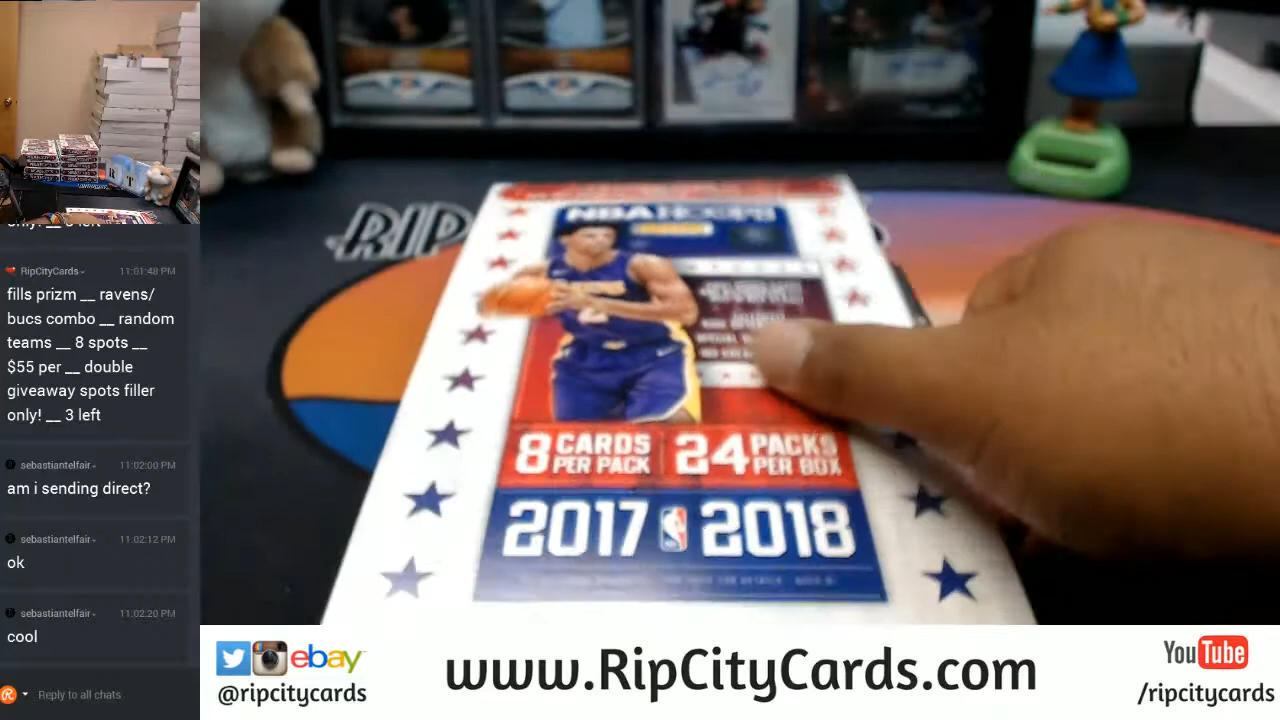 only! __ 3 left
RipCityCards 11:01:48 PM
fills prizm __ ravens/
bucs combo __ random
teams __ 8 spots __
$55 per __ double
giveaway spots filler
only! __ 3 left
sebastiantelfair 11:02:00 PM
am i sending direct?
sebastiantelfair 11:02:12 PM
ok
sebastiantelfair 11:02:20 PM
cool
Reply to all chats
RIP
NBA HOOPS
8 CARDS PER PACK
24 PACKS PER BOX
2017 2018
ebay
@ripcitycards
www.RipCityCards.com
YouTube
/ripcitycards